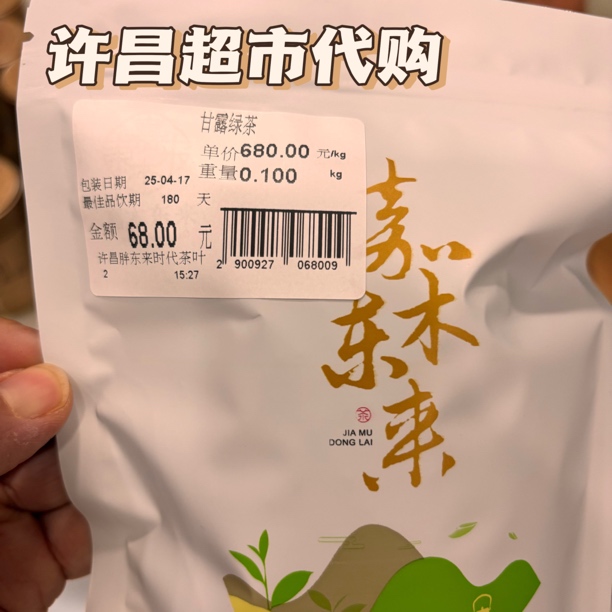 许昌超市代购
甘露绿茶
单价680.00 元/kg
重量0.100 kg
包装日期 25-04-17
最佳品饮期 180 天
金额 68.00 元
许昌胖东来时代茶叶
2 15:27
2 900927 068009
嘉木东来
JIA MU
DONG LAI